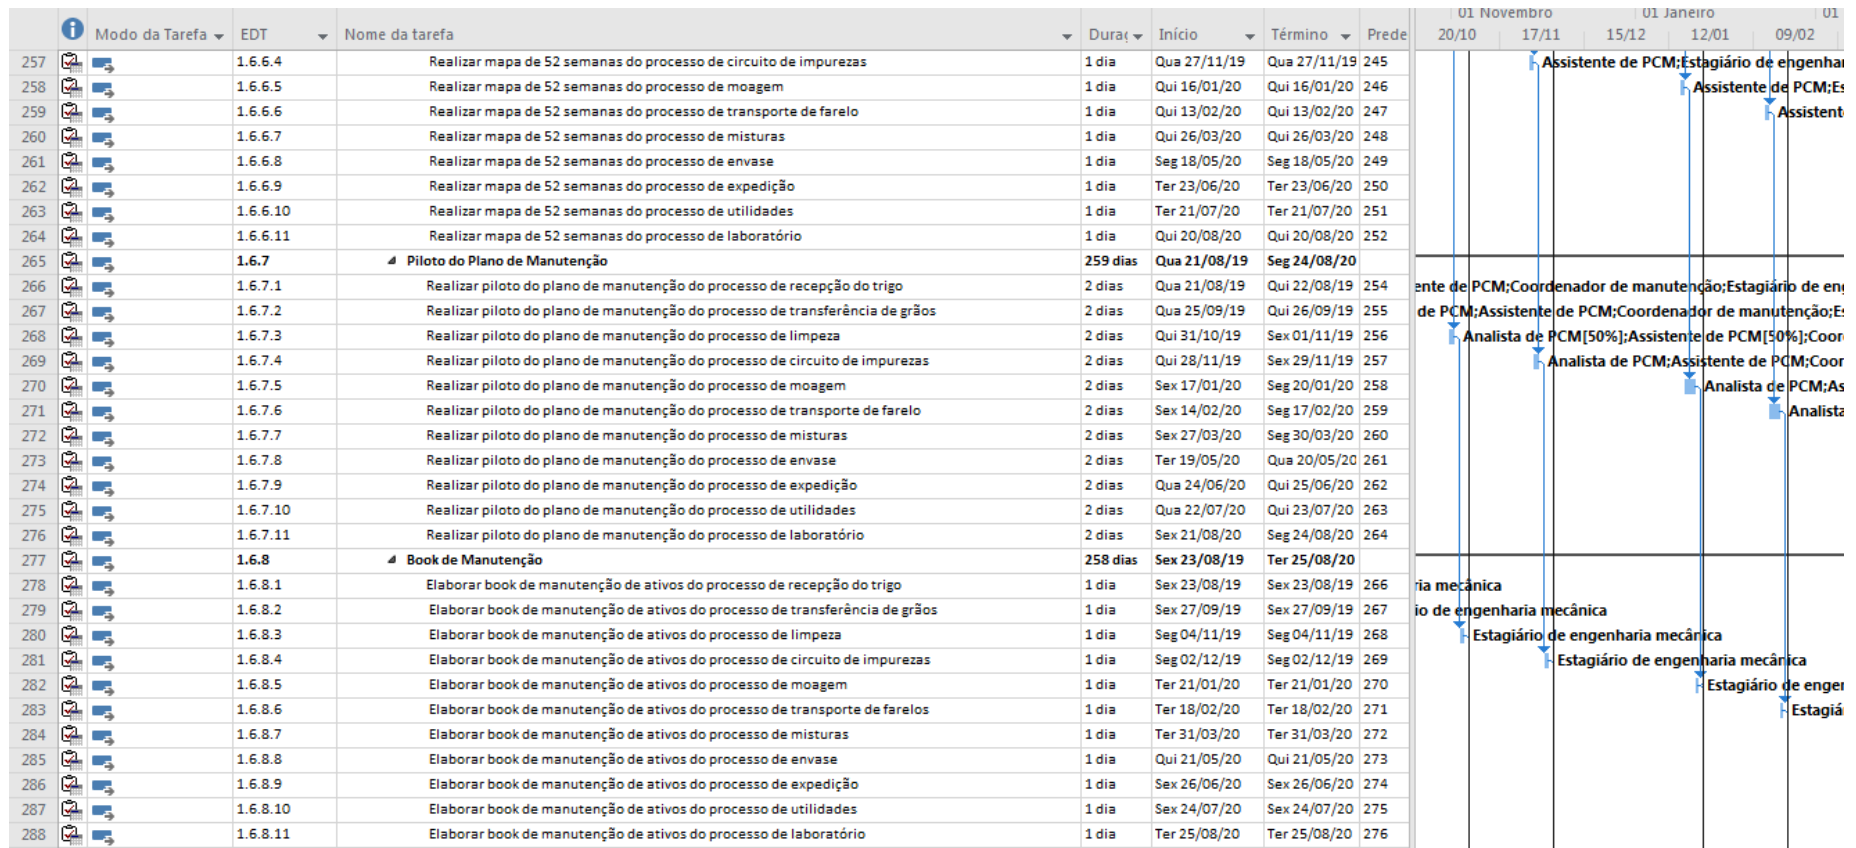 01 Novembro 01 Janeiro 01
Modo da Tarefa EDT Nome da tarefa Duraç Início Término Prede 20/10 17/11 15/12 12/01 09/02
257 1.6.6.4 Realizar mapa de 52 semanas do processo de circuito de impurezas 1 dia Qua 27/11/19 Qua 27/11/19 245 Assistente de PCM;Estagiário de engenhar
258 1.6.6.5 Realizar mapa de 52 semanas do processo de moagem 1 dia Qui 16/01/20 Qui 16/01/20 246 Assistente de PCM;Es
259 1.6.6.6 Realizar mapa de 52 semanas do processo de transporte de farelo 1 dia Qui 13/02/20 Qui 13/02/20 247 Assistent
260 1.6.6.7 Realizar mapa de 52 semanas do processo de misturas 1 dia Qui 26/03/20 Qui 26/03/20 248
261 1.6.6.8 Realizar mapa de 52 semanas do processo de envase 1 dia Seg 18/05/20 Seg 18/05/20 249
262 1.6.6.9 Realizar mapa de 52 semanas do processo de expedição 1 dia Ter 23/06/20 Ter 23/06/20 250
263 1.6.6.10 Realizar mapa de 52 semanas do processo de utilidades 1 dia Ter 21/07/20 Ter 21/07/20 251
264 1.6.6.11 Realizar mapa de 52 semanas do processo de laboratório 1 dia Qui 20/08/20 Qui 20/08/20 252
265 1.6.7 Piloto do Plano de Manutenção 259 dias Qua 21/08/19 Seg 24/08/20
266 1.6.7.1 Realizar piloto do plano de manutenção do processo de recepção do trigo 2 dias Qua 21/08/19 Qui 22/08/19 254 ente de PCM;Coordenador de manutenção;Estagiário de eng
267 1.6.7.2 Realizar piloto do plano de manutenção do processo de transferência de grãos 2 dias Qua 25/09/19 Qui 26/09/19 255 de PCM;Assistente de PCM;Coordenador de manutenção;Es
268 1.6.7.3 Realizar piloto do plano de manutenção do processo de limpeza 2 dias Qui 31/10/19 Sex 01/11/19 256 Analista de PCM[50%];Assistente de PCM[50%];Coor
269 1.6.7.4 Realizar piloto do plano de manutenção do processo de circuito de impurezas 2 dias Qui 28/11/19 Sex 29/11/19 257 Analista de PCM;Assistente de PCM;Coor
270 1.6.7.5 Realizar piloto do plano de manutenção do processo de moagem 2 dias Sex 17/01/20 Seg 20/01/20 258 Analista de PCM;As
271 1.6.7.6 Realizar piloto do plano de manutenção do processo de transporte de farelo 2 dias Sex 14/02/20 Seg 17/02/20 259 Analista
272 1.6.7.7 Realizar piloto do plano de manutenção do processo de misturas 2 dias Sex 27/03/20 Seg 30/03/20 260
273 1.6.7.8 Realizar piloto do plano de manutenção do processo de envase 2 dias Ter 19/05/20 Qua 20/05/20 261
274 1.6.7.9 Realizar piloto do plano de manutenção do processo de expedição 2 dias Qua 24/06/20 Qui 25/06/20 262
275 1.6.7.10 Realizar piloto do plano de manutenção do processo de utilidades 2 dias Qua 22/07/20 Qui 23/07/20 263
276 1.6.7.11 Realizar piloto do plano de manutenção do processo de laboratório 2 dias Sex 21/08/20 Seg 24/08/20 264
277 1.6.8 Book de Manutenção 258 dias Sex 23/08/19 Ter 25/08/20
278 1.6.8.1 Elaborar book de manutenção de ativos do processo de recepção do trigo 1 dia Sex 23/08/19 Sex 23/08/19 266 ria mecânica
279 1.6.8.2 Elaborar book de manutenção de ativos do processo de transferência de grãos 1 dia Sex 27/09/19 Sex 27/09/19 267 io de engenharia mecânica
280 1.6.8.3 Elaborar book de manutenção de ativos do processo de limpeza 1 dia Seg 04/11/19 Seg 04/11/19 268 Estagiário de engenharia mecânica
281 1.6.8.4 Elaborar book de manutenção de ativos do processo de circuito de impurezas 1 dia Seg 02/12/19 Seg 02/12/19 269 Estagiário de engenharia mecânica
282 1.6.8.5 Elaborar book de manutenção de ativos do processo de moagem 1 dia Ter 21/01/20 Ter 21/01/20 270 Estagiário de enger
283 1.6.8.6 Elaborar book de manutenção de ativos do processo de transporte de farelos 1 dia Ter 18/02/20 Ter 18/02/20 271 Estagiá
284 1.6.8.7 Elaborar book de manutenção de ativos do processo de misturas 1 dia Ter 31/03/20 Ter 31/03/20 272
285 1.6.8.8 Elaborar book de manutenção de ativos do processo de envase 1 dia Qui 21/05/20 Qui 21/05/20 273
286 1.6.8.9 Elaborar book de manutenção de ativos do processo de expedição 1 dia Sex 26/06/20 Sex 26/06/20 274
287 1.6.8.10 Elaborar book de manutenção de ativos do processo de utilidades 1 dia Sex 24/07/20 Sex 24/07/20 275
288 1.6.8.11 Elaborar book de manutenção de ativos do processo de laboratório 1 dia Ter 25/08/20 Ter 25/08/20 276